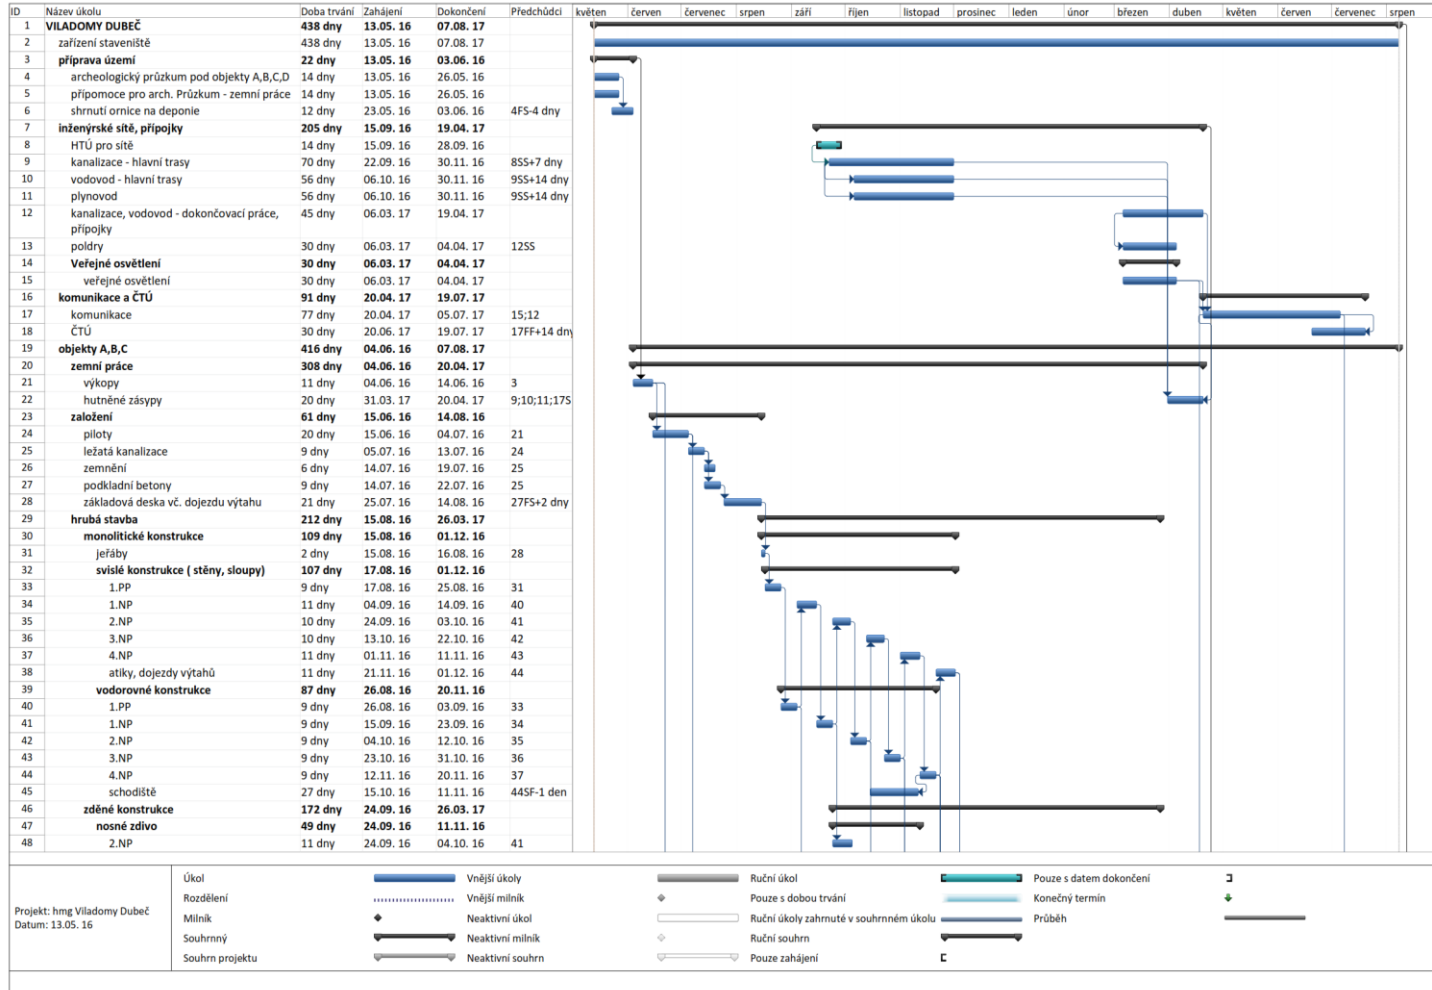 ID Název úkolu Doba trvání Zahájení Dokončení Předchůdci květen červen červenec srpen září říjen listopad prosinec leden únor březen duben květen červen červenec srpen
1 VILADOMY DUBEČ 438 dny 13.05. 16 07.08. 17
2 zařízení staveniště 438 dny 13.05. 16 07.08. 17
3 příprava území 22 dny 13.05. 16 03.06. 16
4 archeologický průzkum pod objekty A,B,C,D 14 dny 13.05. 16 26.05. 16
5 přípomoce pro arch. Průzkum - zemní práce 14 dny 13.05. 16 26.05. 16
6 shrnutí ornice na deponie 12 dny 23.05. 16 03.06. 16 4FS-4 dny
7 inženýrské sítě, přípojky 205 dny 15.09. 16 19.04. 17
8 HTÚ pro sítě 14 dny 15.09. 16 28.09. 16
9 kanalizace - hlavní trasy 70 dny 22.09. 16 30.11. 16 8SS+7 dny
10 vodovod - hlavní trasy 56 dny 06.10. 16 30.11. 16 9SS+14 dny
11 plynovod 56 dny 06.10. 16 30.11. 16 9SS+14 dny
12 kanalizace, vodovod - dokončovací práce, 45 dny 06.03. 17 19.04. 17
přípojky
13 poldry 30 dny 06.03. 17 04.04. 17 12SS
14 Veřejné osvětlení 30 dny 06.03. 17 04.04. 17
15 veřejné osvětlení 30 dny 06.03. 17 04.04. 17
16 komunikace a ČTÚ 91 dny 20.04. 17 19.07. 17
17 komunikace 77 dny 20.04. 17 05.07. 17 15;12
18 ČTÚ 30 dny 20.06. 17 19.07. 17 17FF+14 dny
19 objekty A,B,C 416 dny 04.06. 16 07.08. 17
20 zemní práce 308 dny 04.06. 16 20.04. 17
21 výkopy 11 dny 04.06. 16 14.06. 16 3
22 hutněné zásypy 20 dny 31.03. 17 20.04. 17 9;10;11;17S
23 založení 61 dny 15.06. 16 14.08. 16
24 piloty 20 dny 15.06. 16 04.07. 16 21
25 ležatá kanalizace 9 dny 05.07. 16 13.07. 16 24
26 zemnění 6 dny 14.07. 16 19.07. 16 25
27 podkladní betony 9 dny 14.07. 16 22.07. 16 25
28 základová deska vč. dojezdu výtahu 21 dny 25.07. 16 14.08. 16 27FS+2 dny
29 hrubá stavba 212 dny 15.08. 16 26.03. 17
30 monolitické konstrukce 109 dny 15.08. 16 01.12. 16
31 jeřáby 2 dny 15.08. 16 16.08. 16 28
32 svislé konstrukce ( stěny, sloupy) 107 dny 17.08. 16 01.12. 16
33 1.PP 9 dny 17.08. 16 25.08. 16 31
34 1.NP 11 dny 04.09. 16 14.09. 16 40
35 2.NP 10 dny 24.09. 16 03.10. 16 41
36 3.NP 10 dny 13.10. 16 22.10. 16 42
37 4.NP 11 dny 01.11. 16 11.11. 16 43
38 atiky, dojezdy výtahů 11 dny 21.11. 16 01.12. 16 44
39 vodorovné konstrukce 87 dny 26.08. 16 20.11. 16
40 1.PP 9 dny 26.08. 16 03.09. 16 33
41 1.NP 9 dny 15.09. 16 23.09. 16 34
42 2.NP 9 dny 04.10. 16 12.10. 16 35
43 3.NP 9 dny 23.10. 16 31.10. 16 36
44 4.NP 9 dny 12.11. 16 20.11. 16 37
45 schodiště 27 dny 15.10. 16 11.11. 16 44SF-1 den
46 zděné konstrukce 172 dny 24.09. 16 26.03. 17
47 nosné zdivo 49 dny 24.09. 16 11.11. 16
48 2.NP 11 dny 24.09. 16 04.10. 16 41
Projekt: hmg Viladomy Dubeč
Datum: 13.05. 16
Úkol Vnější úkoly Ruční úkol Pouze s datem dokončení
Rozdělení Vnější milník Pouze s dobou trvání Konečný termín
Milník Neaktivní úkol Ruční úkoly zahrnuté v souhrnném úkolu Průběh
Souhrnný Neaktivní milník Ruční souhrn
Souhrn projektu Neaktivní souhrn Pouze zahájení